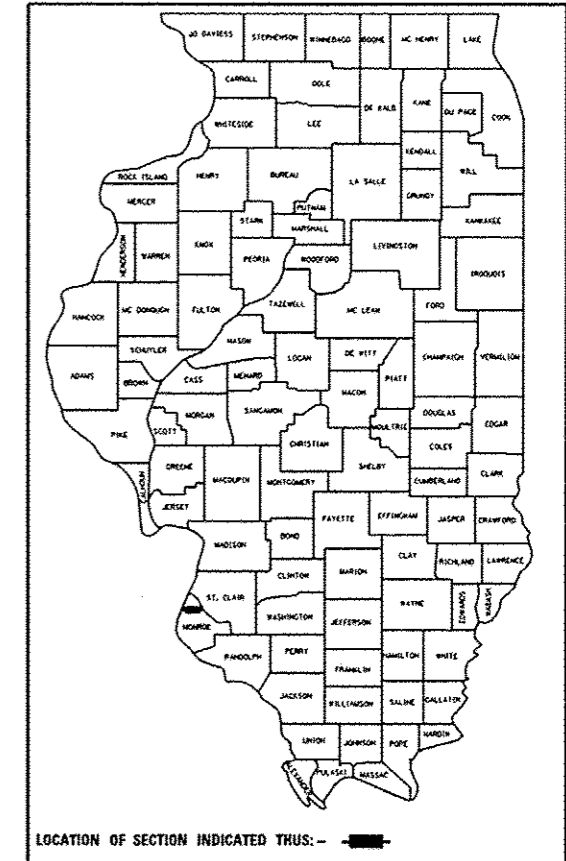 JO DAVIESS STEPHENSON WINNEBAGO BOONE MC HENRY LAKE
CARROLL OGLE DE KALB KANE DU PAGE COOK
WHITESIDE LEE KENDALL WILL
ROCK ISLAND HENRY BUREAU LA SALLE GRUNDY
MERCER PUTNAM KANKAKEE
HENDERSON WARREN KNOX STARK MARSHALL LIVINGSTON
PEORIA WOODFORD IROQUOIS
HANCOCK MC DONOUGH FULTON TAZEWELL MC LEAN FORD
SCHUYLER MASON
ADAMS BROWN CASS MENARD LOGAN DE WITT PIATT CHAMPAIGN VERMILION
MORGAN SANGAMON MACON
PIKE SCOTT CHRISTIAN MOULTRIE DOUGLAS EDGAR
COLES
CALHOUN GREENE MACOUPIN MONTGOMERY SHELBY CUMBERLAND CLARK
JERSEY FAYETTE EFFINGHAM JASPER CRAWFORD
MADISON BOND CLAY RICHLAND LAWRENCE
ST. CLAIR CLINTON MARION WAYNE EDWARDS WABASH
MONROE WASHINGTON JEFFERSON
RANDOLPH PERRY FRANKLIN HAMILTON WHITE
JACKSON WILLIAMSON SALINE GALLATIN
UNION JOHNSON POPE HARDIN
ALEXANDER PULASKI MASSAC
LOCATION OF SECTION INDICATED THUS:-